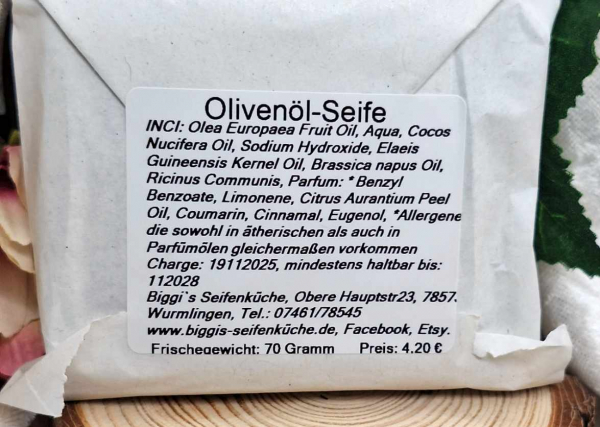 Olivenöl-Seife
INCI: Olea Europaea Fruit Oil, Aqua, Cocos
Nucifera Oil, Sodium Hydroxide, Elaeis
Guineensis Kernel Oil, Brassica napus Oil,
Ricinus Communis, Parfum: * Benzyl
Benzoate, Limonene, Citrus Aurantium Peel
Oil, Coumarin, Cinnamal, Eugenol, *Allergene
die sowohl in ätherischen als auch in
Parfümölen gleichermaßen vorkommen
Charge: 19112025, mindestens haltbar bis:
112028
Biggi`s Seifenküche, Obere Hauptstr23, 7857
Wurmlingen, Tel.: 07461/78545
www.biggis-seifenküche.de, Facebook, Etsy.
Frischegewicht: 70 Gramm Preis: 4,20 €